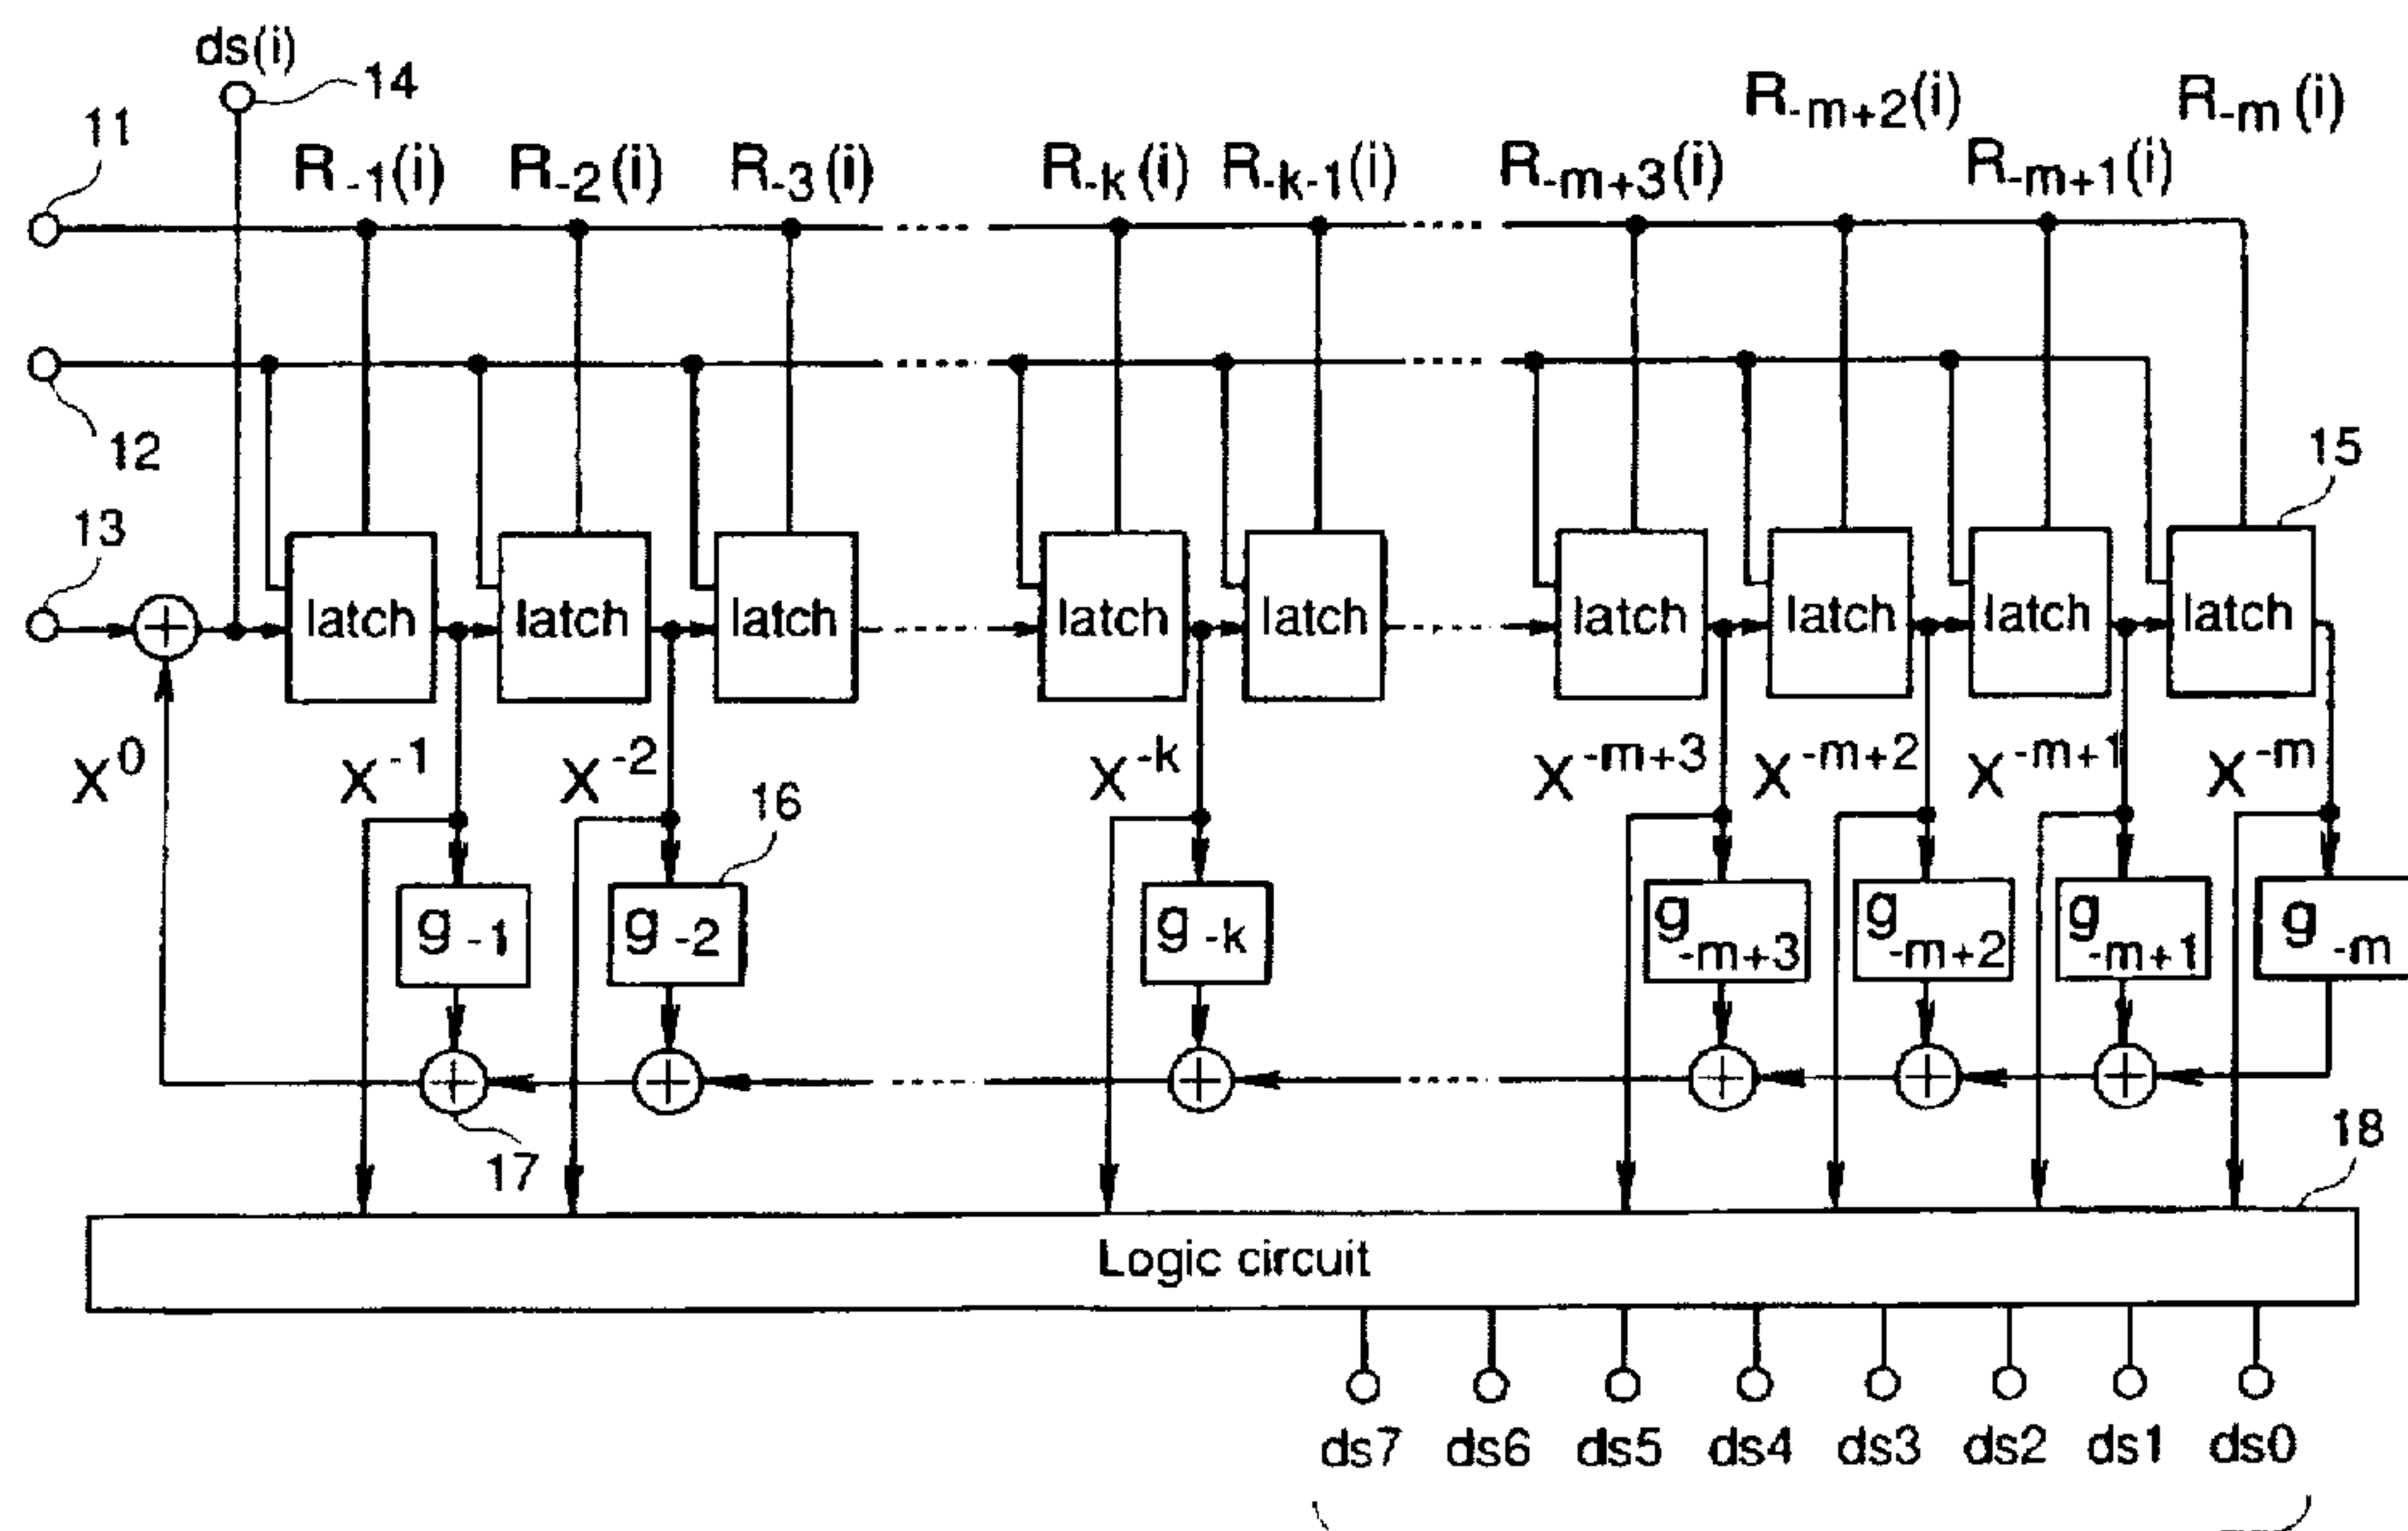 ds(i)
14
11
R-1(i) R-2(i) R-3(i) R-k(i) R-k-1(i) R-m+3(i) R-m+2(i) R-m+1(i) R-m(i)
12
13
15
latch latch latch latch latch latch latch latch latch
X0 X-1 X-2 X-k X-m+3 X-m+2 X-m+1 X-m
16
g-1 g-2 g-k g-m+3 g-m+2 g-m+1 g-m
17
18
Logic circuit
ds7 ds6 ds5 ds4 ds3 ds2 ds1 ds0